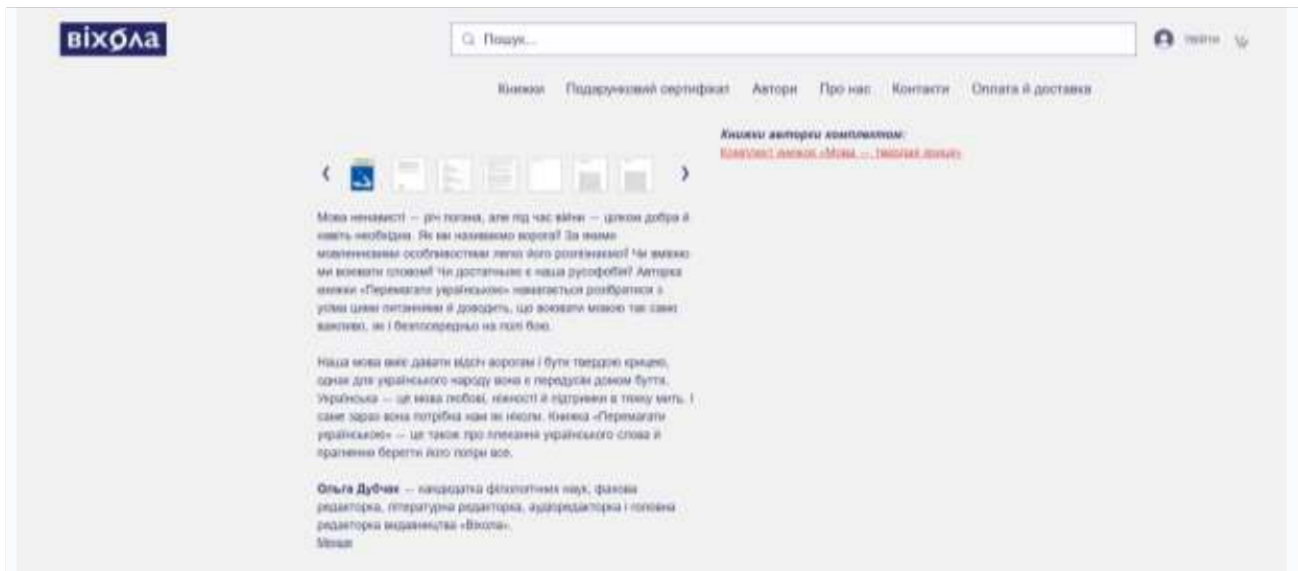 віхола
Пошук...
Увійти
Книжки Подарунковий сертифікат Автори Про нас Контакти Оплата й доставка
Книжки авторки комплектом:
Комплект книжок «Мова — твердая криця»
Мова ненависті — річ погана, але під час війни — цілком добра й
навіть необхідна. Як ми називаємо ворога? За якими
мовленнєвими особливостями легко його розпізнаємо? Чи вміємо
ми воювати словом? Чи достатньою є наша русофобія? Авторка
книжки «Перемагати українською» намагається розібратися з
усіма цими питаннями й доводить, що воювати мовою так само
важливо, як і безпосередньо на полі бою.
Наша мова вміє давати відсіч ворогам і бути твердою крицею,
однак для українського народу вона є передусім домом буття.
Українська — це мова любові, ніжності й підтримки в тяжку мить. І
саме зараз вона потрібна нам як ніколи. Книжка «Перемагати
українською» — це також про плекання українського слова й
прагнення берегти його попри все.
Ольга Дубчак — кандидатка філологічних наук, фахова
редакторка, літературна редакторка, аудіоредакторка і головна
редакторка видавництва «Віхола».
Менше